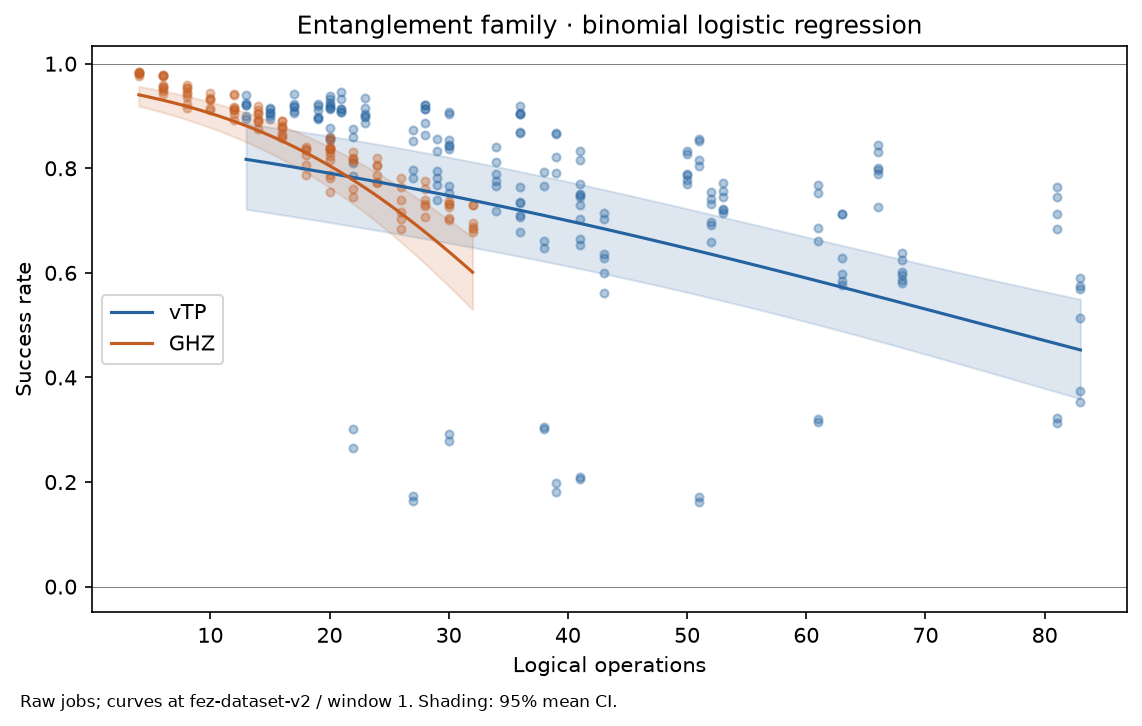 Entanglement family · binomial logistic regression
Success rate
1.0
0.8
0.6
0.4
0.2
0.0
vTP
GHZ
10 20 30 40 50 60 70 80
Logical operations
Raw jobs; curves at fez-dataset-v2 / window 1. Shading: 95% mean CI.